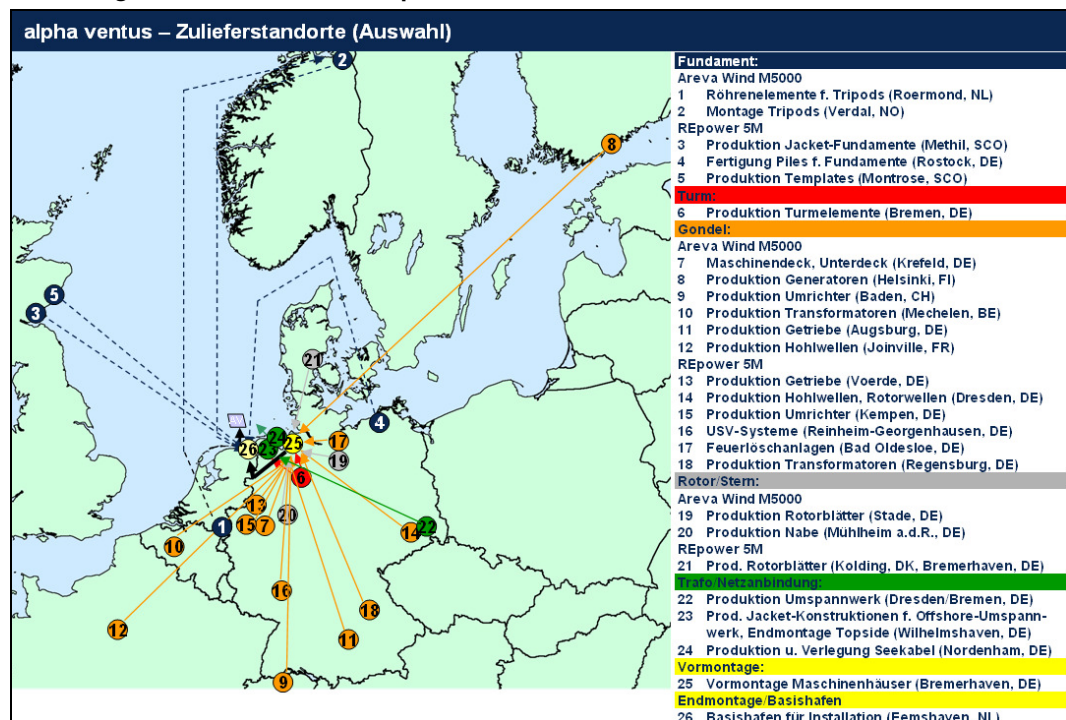 alpha ventus – Zulieferstandorte (Auswahl)
Fundament:
Areva Wind M5000
1 Röhrenelemente f. Tripods (Roermond, NL)
2 Montage Tripods (Verdal, NO)
REpower 5M
3 Produktion Jacket-Fundamente (Methil, SCO)
4 Fertigung Piles f. Fundamente (Rostock, DE)
5 Produktion Templates (Montrose, SCO)
Turm:
6 Produktion Turmelemente (Bremen, DE)
Gondel:
Areva Wind M5000
7 Maschinendeck, Unterdeck (Krefeld, DE)
8 Produktion Generatoren (Helsinki, FI)
9 Produktion Umrichter (Baden, CH)
10 Produktion Transformatoren (Mechelen, BE)
11 Produktion Getriebe (Augsburg, DE)
12 Produktion Hohlwellen (Joinville, FR)
REpower 5M
13 Produktion Getriebe (Voerde, DE)
14 Produktion Hohlwellen, Rotorwellen (Dresden, DE)
15 Produktion Umrichter (Kempen, DE)
16 USV-Systeme (Reinheim-Georgenhausen, DE)
17 Feuerlöschanlagen (Bad Oldesloe, DE)
18 Produktion Transformatoren (Regensburg, DE)
Rotor/Stern:
Areva Wind M5000
19 Produktion Rotorblätter (Stade, DE)
20 Produktion Nabe (Mühlheim a.d.R., DE)
REpower 5M
21 Prod. Rotorblätter (Kolding, DK, Bremerhaven, DE)
Trafo/Netzanbindung:
22 Produktion Umspannwerk (Dresden/Bremen, DE)
23 Prod. Jacket-Konstruktionen f. Offshore-Umspann-
werk, Endmontage Topside (Wilhelmshaven, DE)
24 Produktion u. Verlegung Seekabel (Nordenham, DE)
Vormontage:
25 Vormontage Maschinenhäuser (Bremerhaven, DE)
Endmontage/Basishafen
26 Basishafen für Installation (Eemshaven, NL)
2
8
5
3
21
4
24
26
23
25
17
19
6
13
20
15
7
1
10
14
22
16
18
12
11
9